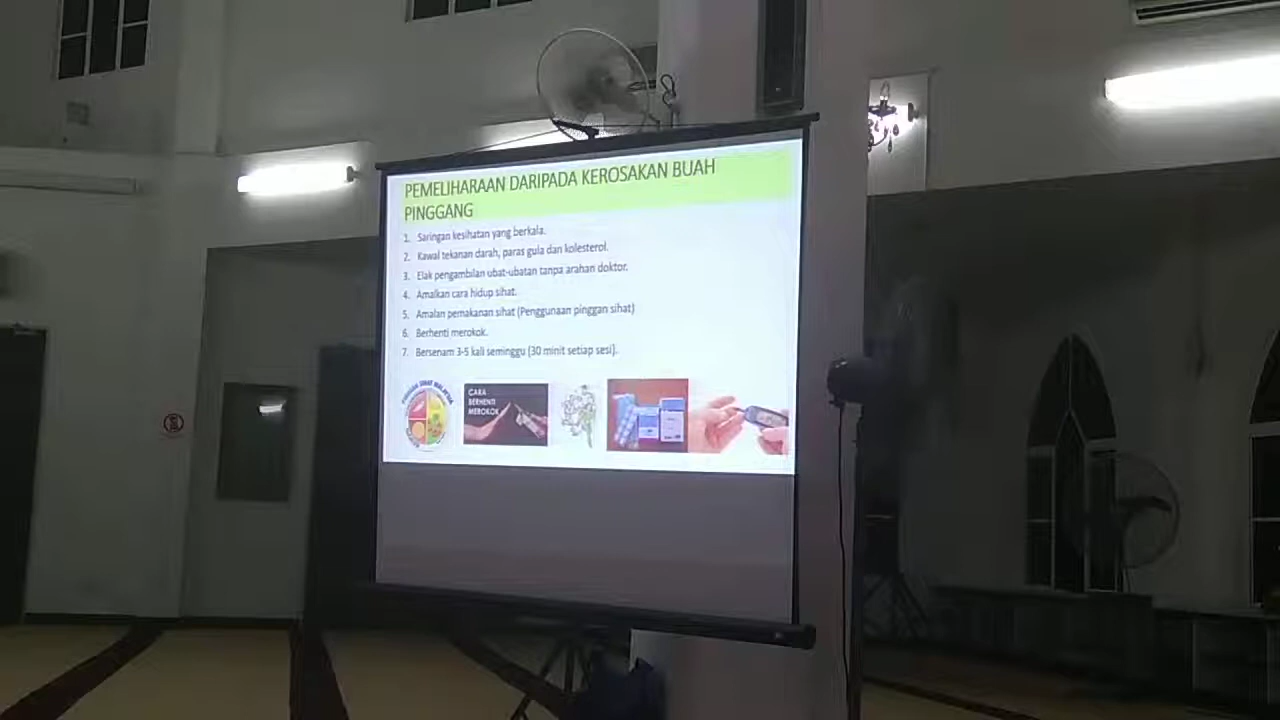 PEMELIHARAAN DARIPADA KEROSAKAN BUAH
PINGGANG
1. Saringan kesihatan yang berkala.
2. Kawal tekanan darah, paras gula dan kolesterol.
3. Elak pengambilan ubat-ubatan tanpa arahan doktor.
4. Amalkan cara hidup sihat.
5. Amalan pemakanan sihat (Penggunaan pinggan sihat)
6. Berhenti merokok.
7. Bersenam 3-5 kali seminggu (30 minit setiap sesi).
CARA
BERHENTI
MEROKOK